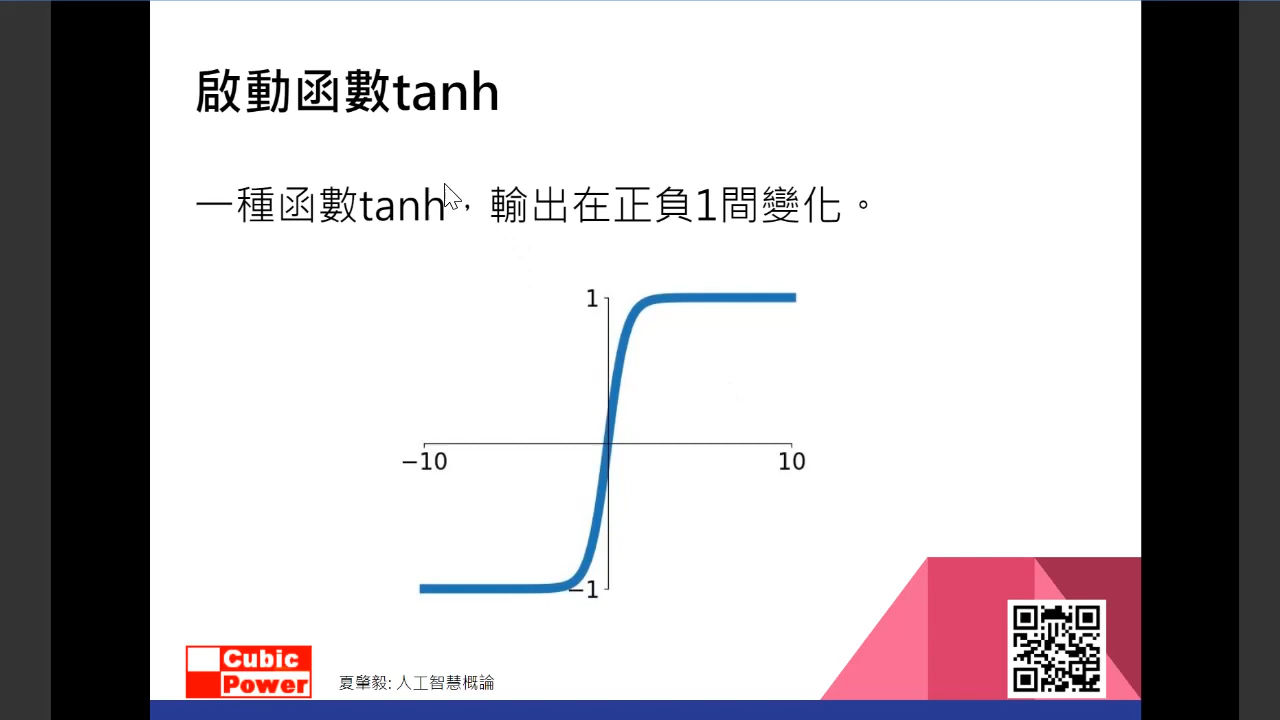 啟動函數tanh
一種函數tanh，輸出在正負1間變化。
1
−10
10
−1
Cubic
Power
夏肇毅: 人工智慧概論